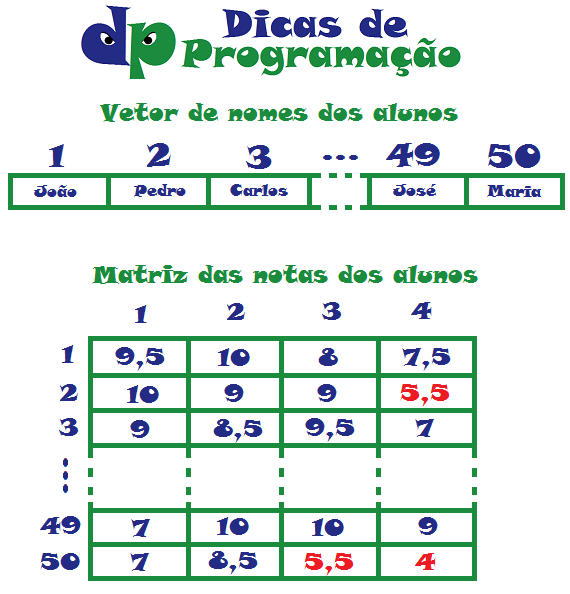 dp Dicas de
Programação
Vetor de nomes dos alunos
1 2 3 ... 49 50
João Pedro Carlos José Maria
Matriz das notas dos alunos
1 2 3 4
1 9,5 10 8 7,5
2 10 9 9 5,5
3 9 8,5 9,5 7
...
49 7 10 10 9
50 7 8,5 5,5 4